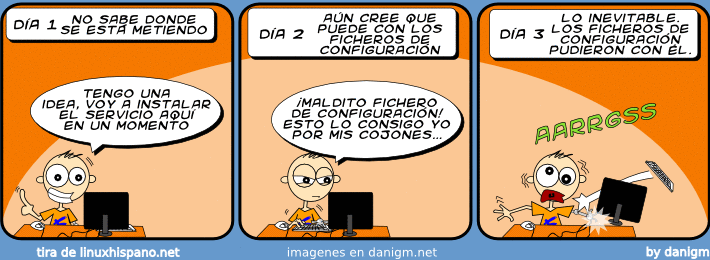 DÍA 1
NO SABE DONDE
SE ESTA METIENDO
TENGO UNA
IDEA, VOY A INSTALAR
EL SERVICIO AQUÍ
EN UN MOMENTO
DÍA 2
AÚN CREE QUE
PUEDE CON LOS
FICHEROS DE
CONFIGURACIÓN
¡MALDITO FICHERO
DE CONFIGURACIÓN!
ESTO LO CONSIGO YO
POR MIS COJONES...
DÍA 3
LO INEVITABLE.
LOS FICHEROS DE
CONFIGURACIÓN
PUDIERON CON ÉL.
AARRGSS
tira de linuxhispano.net
imagenes en danigm.net
by danigm